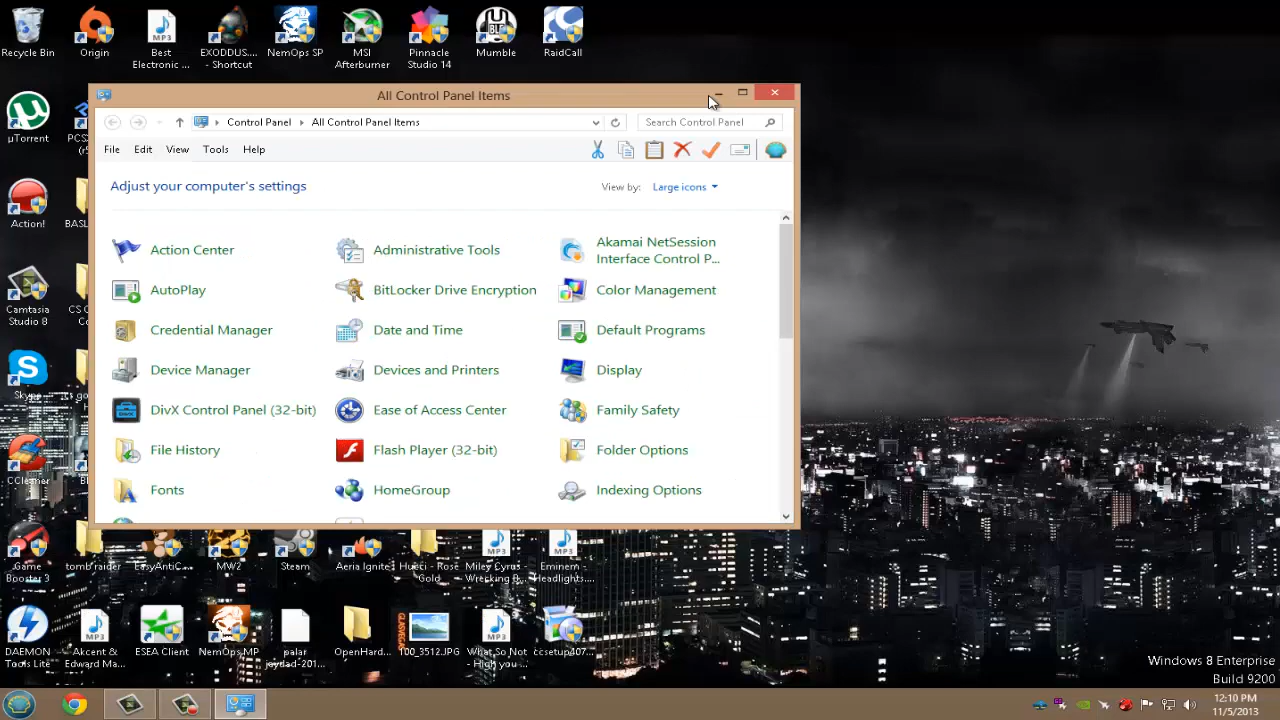 Recycle Bin
Origin
Best Electronic ...
EXODDUS.... - Shortcut
NemOps SP
MSI Afterburner
Pinnacle Studio 14
Mumble
RaidCall
All Control Panel Items
Control Panel
All Control Panel Items
Search Control Panel
File
Edit
View
Tools
Help
Adjust your computer's settings
View by:
Large icons
Action Center
Administrative Tools
Akamai NetSession
Interface Control P...
AutoPlay
BitLocker Drive Encryption
Color Management
Credential Manager
Date and Time
Default Programs
Device Manager
Devices and Printers
Display
DivX Control Panel (32-bit)
Ease of Access Center
Family Safety
File History
Flash Player (32-bit)
Folder Options
Fonts
HomeGroup
Indexing Options
µTorrent
Action!
Camtasia
Studio 8
Skype
CCleaner
Game
Booster 3
tomb raider
EasyAntiC...
MW2
Steam
Aeria Ignite
Hucci - Rose
Gold
Miley Cyrus -
Wrecking B...
Eminem -
Headlights...
DAEMON
Tools Lite
Akcent &
Edward Ma...
ESEA Client
NemOps MP
palar
joydad-201...
OpenHard...
100_3512.JPG
What So Not
- High you ...
ccsetup407...
Windows 8 Enterprise
Build 9200
12:10 PM
11/5/2013